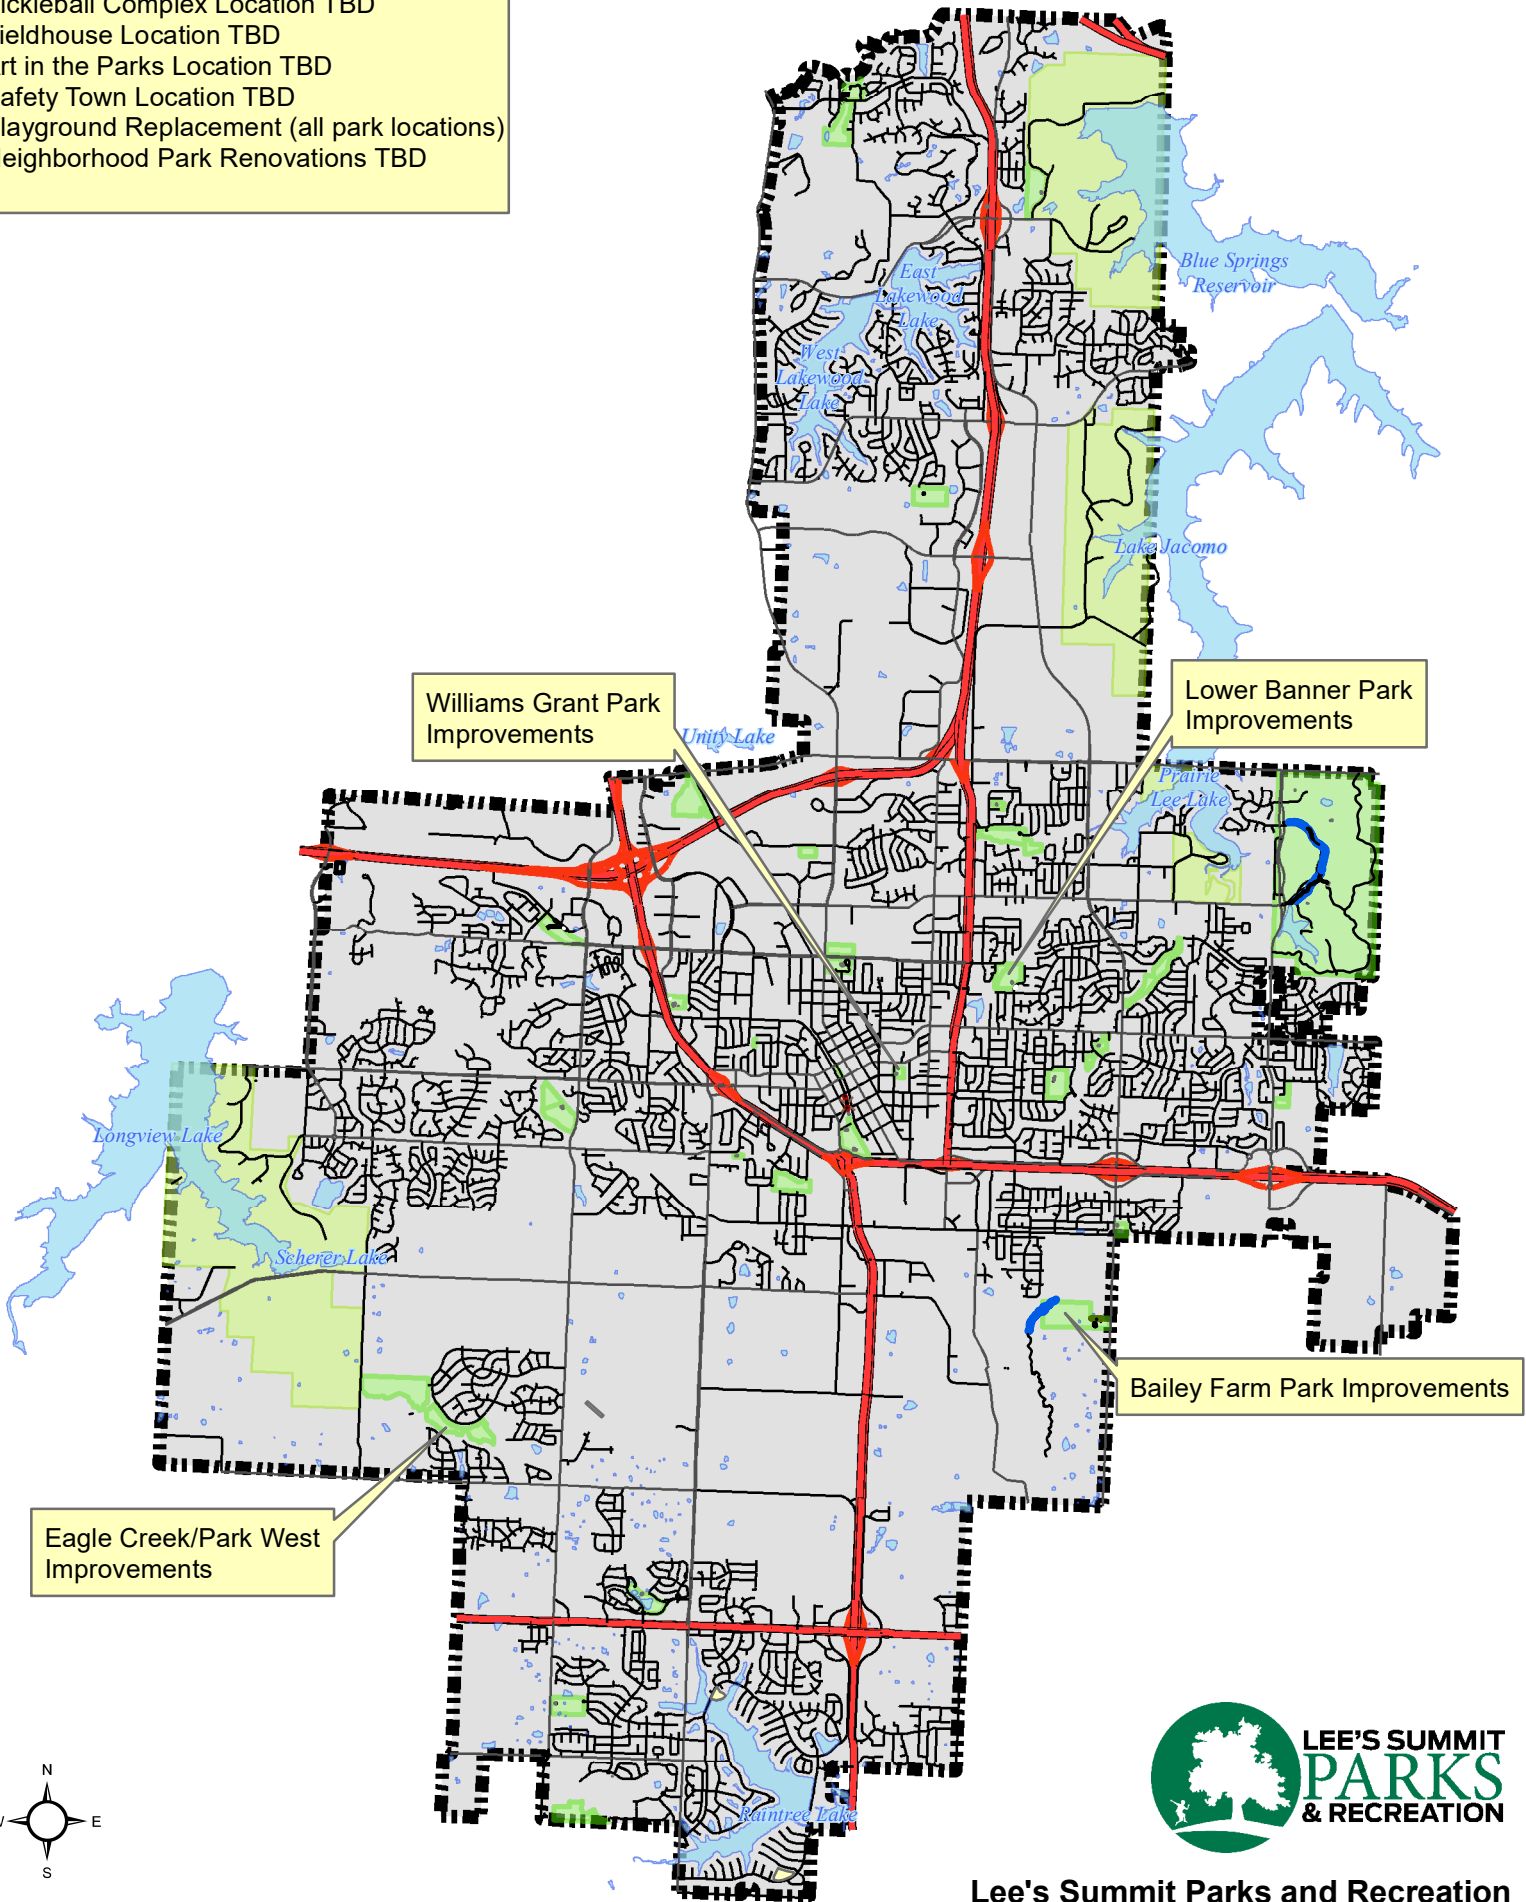 ickleball Complex Location TBD
ieldhouse Location TBD
rt in the Parks Location TBD
afety Town Location TBD
layground Replacement (all park locations)
eighborhood Park Renovations TBD
Blue Springs
Reservoir
East
Lakewood
Lake
West
Lakewood
Lake
Lake Jacomo
Williams Grant Park
Improvements
Lower Banner Park
Improvements
Unity Lake
Prairie
Lee Lake
Longview Lake
Scherer Lake
Bailey Farm Park Improvements
Eagle Creek/Park West
Improvements
Raintree Lake
N
E
S
LEE'S SUMMIT
PARKS
& RECREATION
Lee's Summit Parks and Recreation